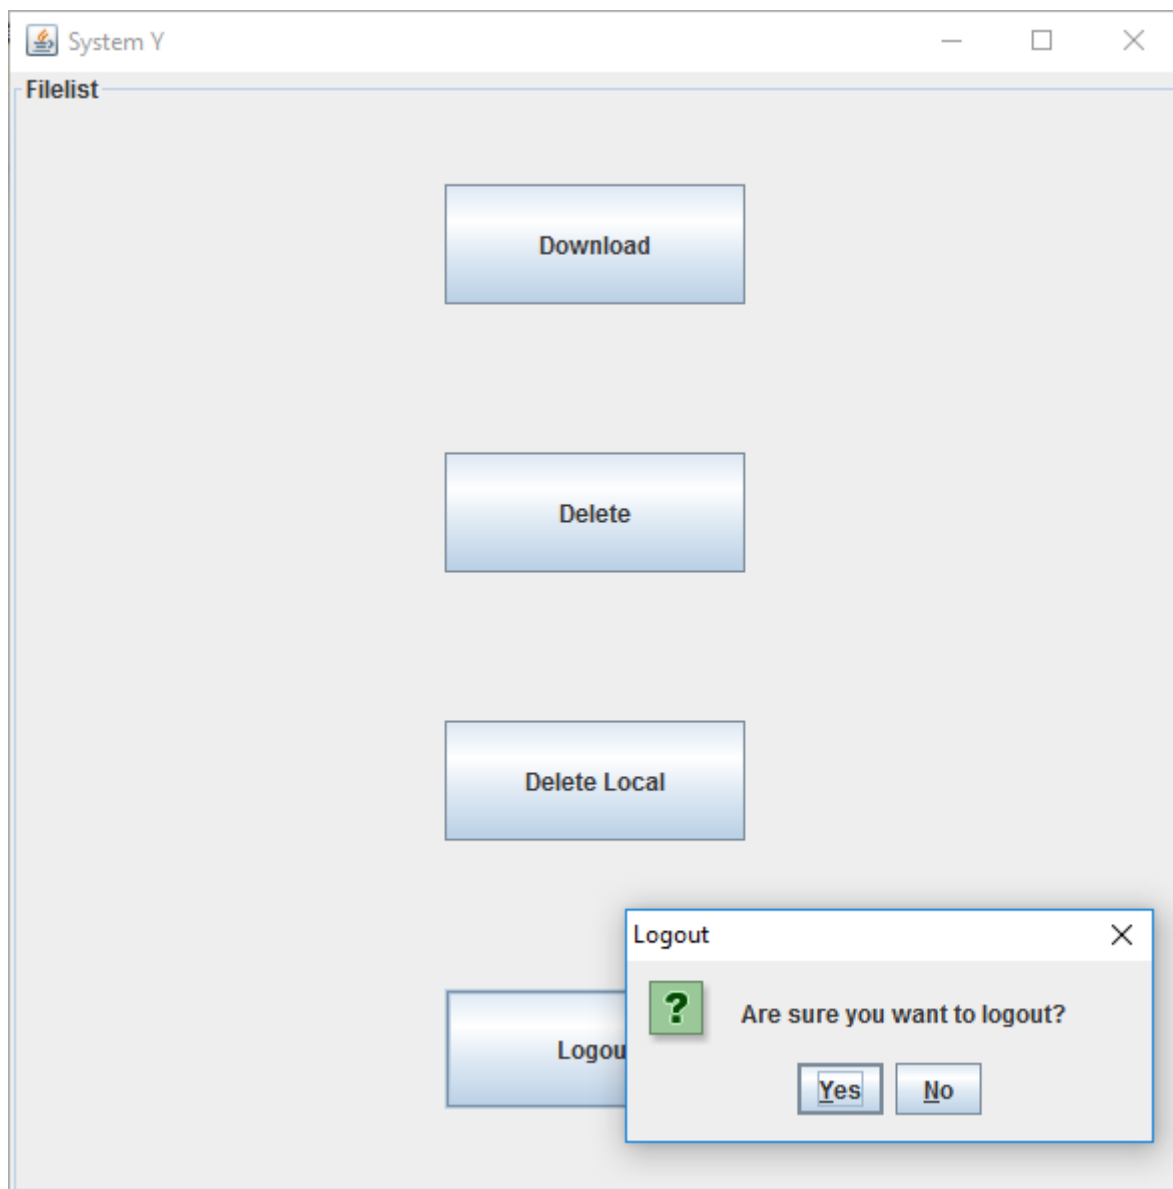 System Y
Filelist
Download
Delete
Delete Local
Logou
Logout
Are sure you want to logout?
Yes
No